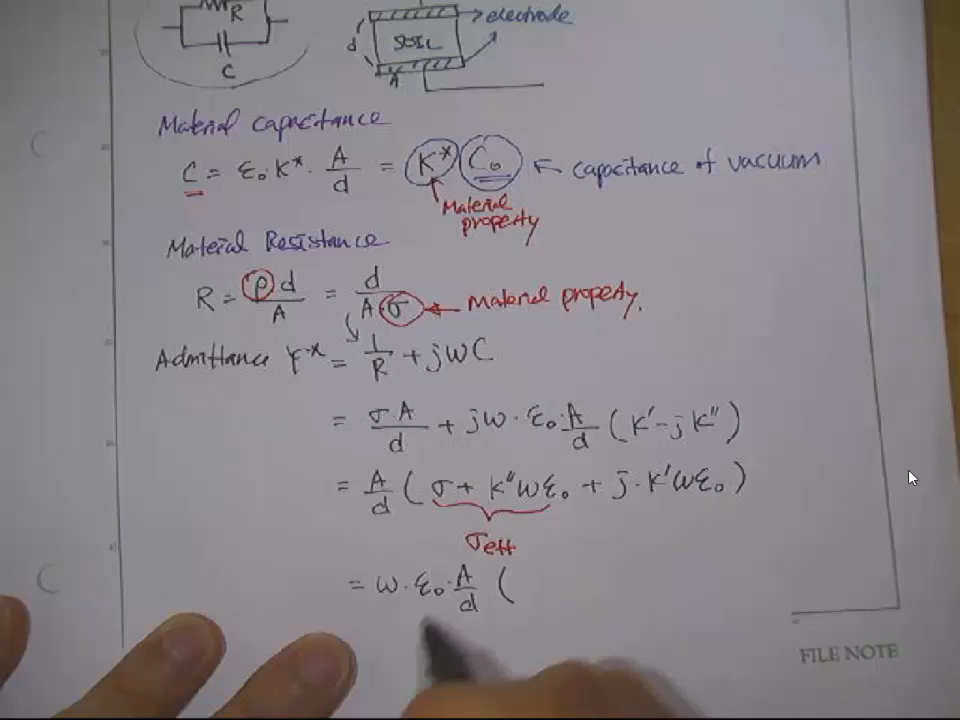 R
C
→electrode
d
SOIL
A
Material capacitance
C = ε₀ K* · A/d = K* C₀ ← capacitance of vacuum
Material
property
Material Resistance
R = ρd/A = d/Aσ ← Material property.
Admittance Y* = 1/R + jωC
= σ·A/d + jω·ε₀·A/d (K' - jK'')
= A/d (σ + K''ωε₀ + j·K'ωε₀)
σeff
= ω·ε₀·A/d (
FILE NOTE